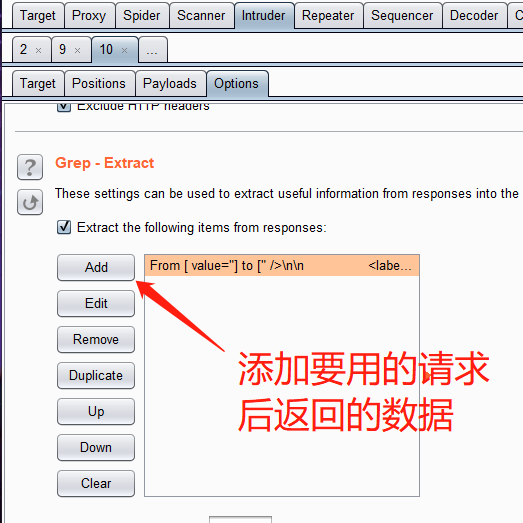 Target Proxy Spider Scanner Intruder Repeater Sequencer Decoder C
2 × 9 × 10 × ...
Target Positions Payloads Options
Exclude HTTP headers
? Grep - Extract
These settings can be used to extract useful information from responses into the
Extract the following items from responses:
Add From [ value="] to [" />\n\n <labe...
Edit
Remove
Duplicate
Up
Down
Clear
添加要用的请求
后返回的数据